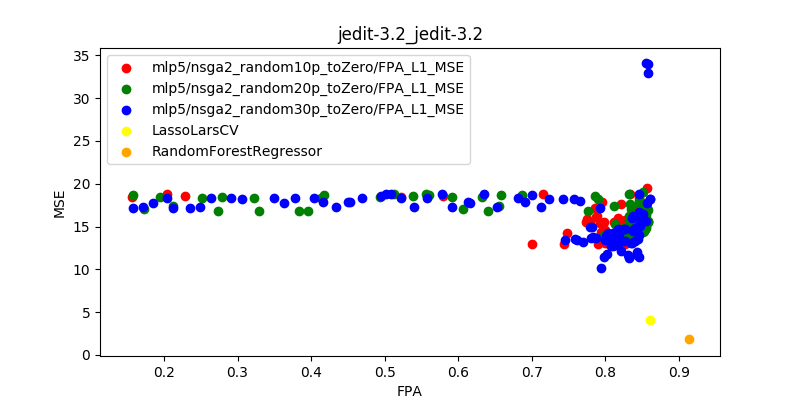 jedit-3.2_jedit-3.2
mlp5/nsga2_random10p_toZero/FPA_L1_MSE
mlp5/nsga2_random20p_toZero/FPA_L1_MSE
mlp5/nsga2_random30p_toZero/FPA_L1_MSE
LassoLarsCV
RandomForestRegressor
MSE
35
30
25
20
15
10
5
0
0.2 0.3 0.4 0.5 0.6 0.7 0.8 0.9
FPA